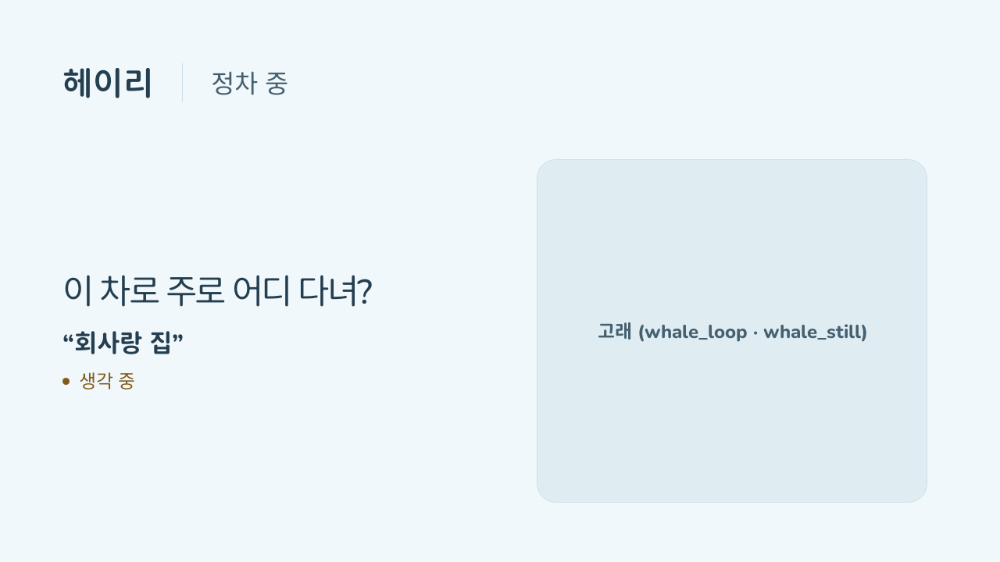 헤이리
정차 중
이 차로 주로 어디 다녀?
“회사랑 집”
• 생각 중
고래 (whale_loop · whale_still)